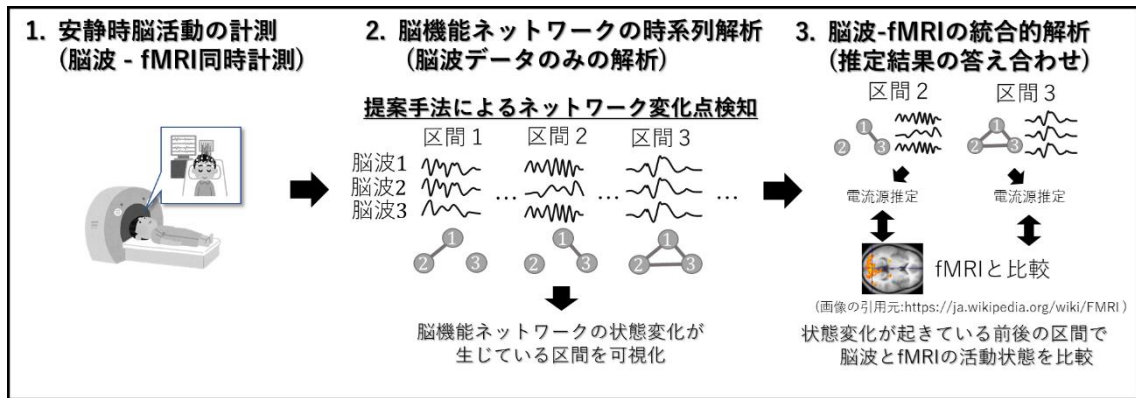 1. 安静時脳活動の計測
(脳波 - fMRI同時計測)
2. 脳機能ネットワークの時系列解析
(脳波データのみの解析)
提案手法によるネットワーク変化点検知
区間 1
区間 2
区間 3
脳波1
脳波2
脳波3
… … …
1
2
3
1
2
3
1
2
3
脳機能ネットワークの状態変化が
生じている区間を可視化
3. 脳波-fMRIの統合的解析
(推定結果の答え合わせ)
区間 2
区間 3
1
2
3
1
2
3
電流源推定
電流源推定
fMRIと比較
(画像の引用元:https://ja.wikipedia.org/wiki/FMRI )
状態変化が起きている前後の区間で
脳波とfMRIの活動状態を比較